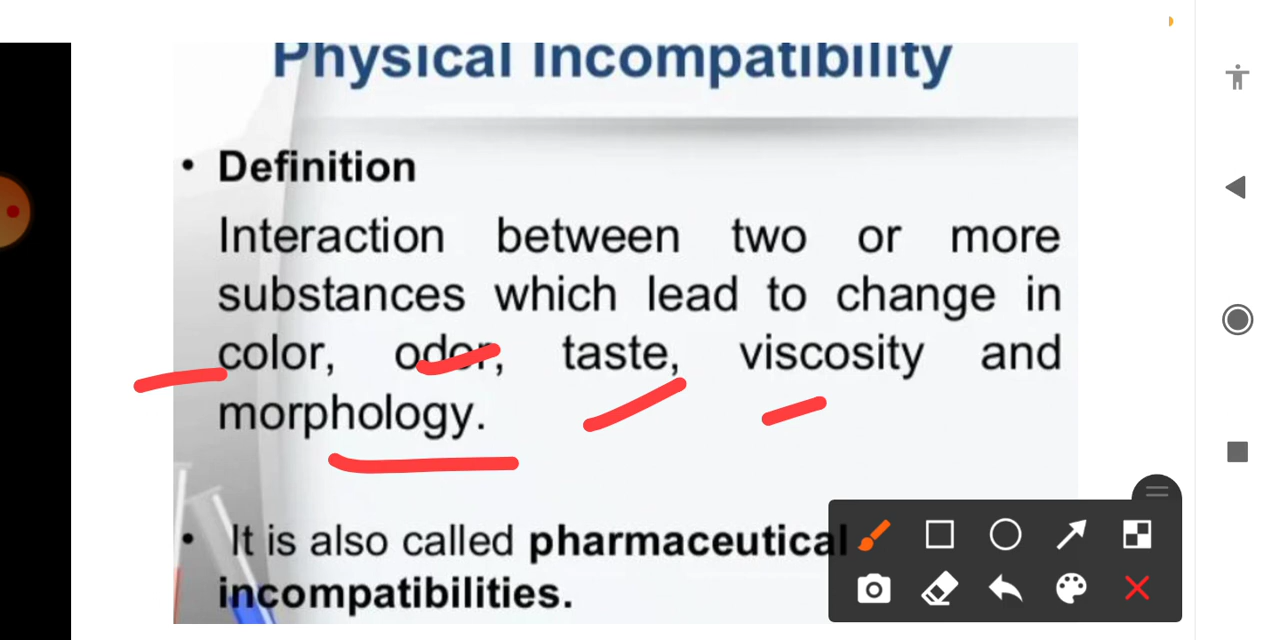 Physical Incompatibility
• Definition
Interaction between two or more
substances which lead to change in
color, odor, taste, viscosity and
morphology.
• It is also called pharmaceutical
incompatibilities.